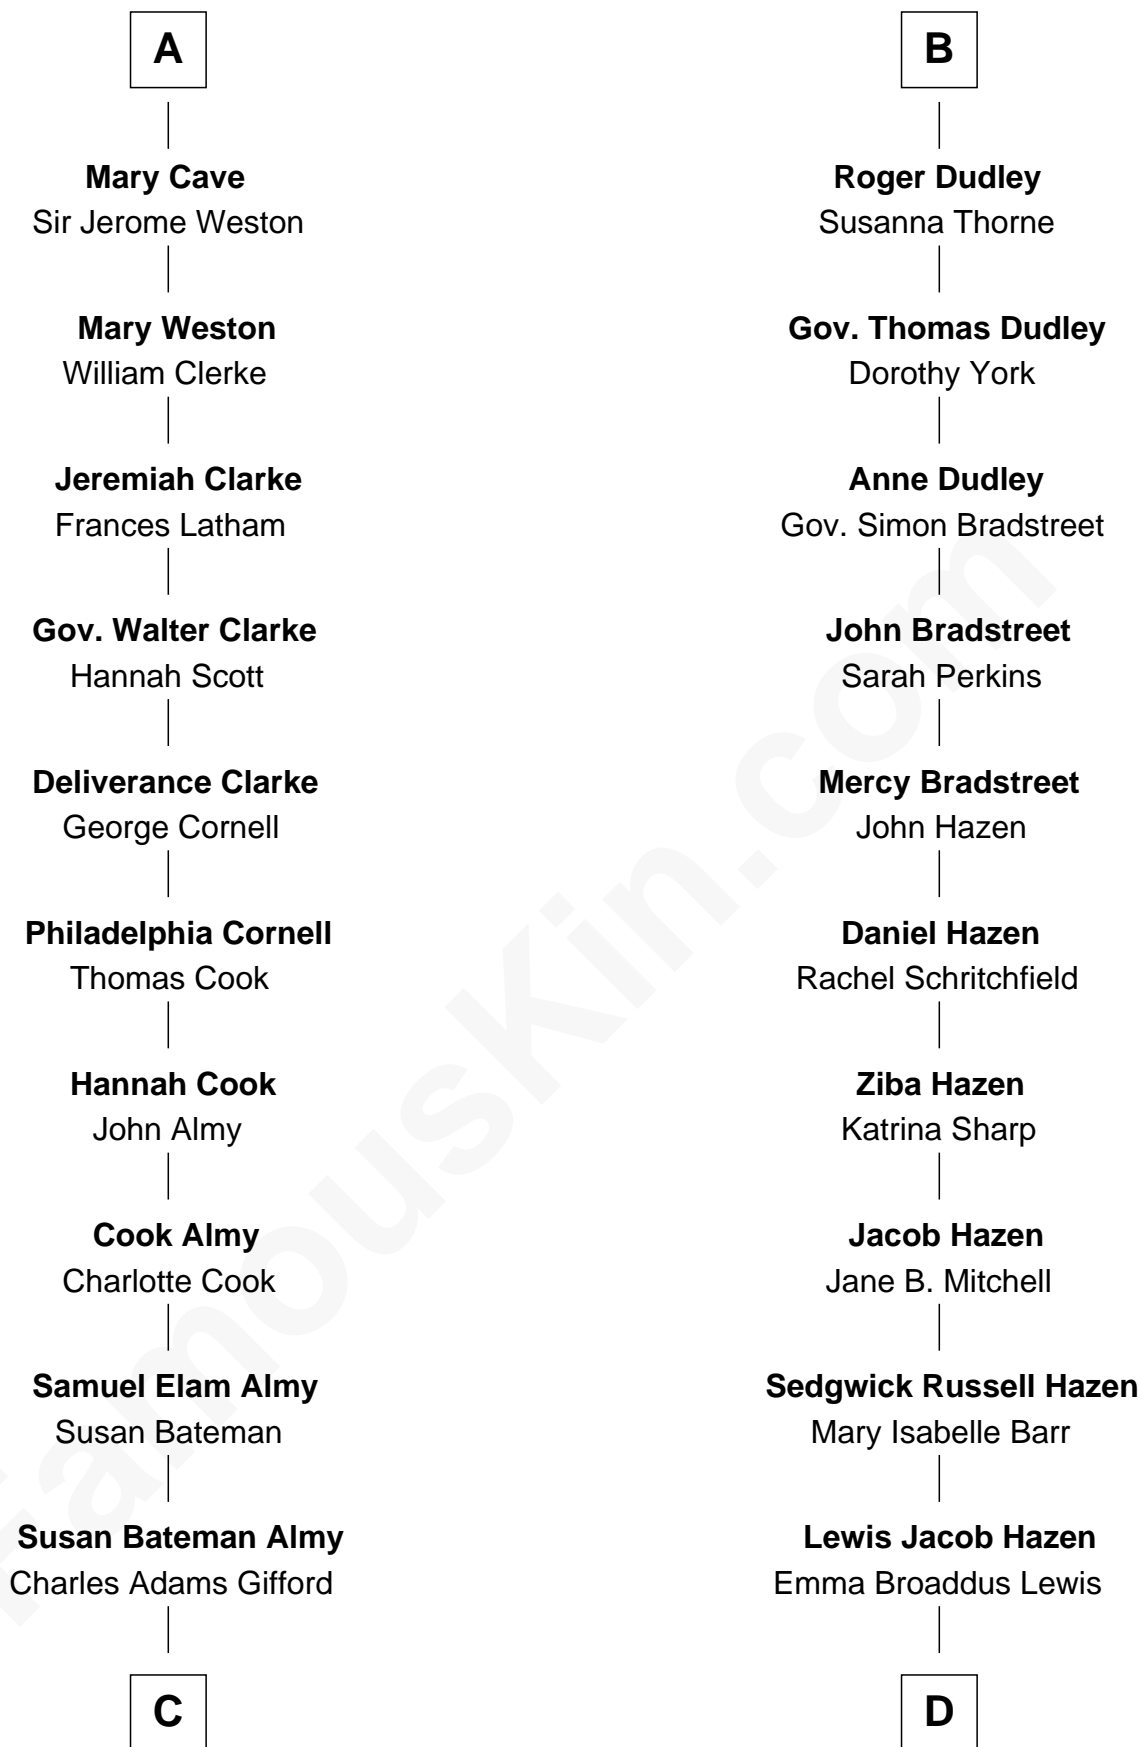 A
Mary Cave
Sir Jerome Weston
Mary Weston
William Clerke
Jeremiah Clarke
Frances Latham
Gov. Walter Clarke
Hannah Scott
Deliverance Clarke
George Cornell
Philadelphia Cornell
Thomas Cook
Hannah Cook
John Almy
Cook Almy
Charlotte Cook
Samuel Elam Almy
Susan Bateman
Susan Bateman Almy
Charles Adams Gifford
C
B
Roger Dudley
Susanna Thorne
Gov. Thomas Dudley
Dorothy York
Anne Dudley
Gov. Simon Bradstreet
John Bradstreet
Sarah Perkins
Mercy Bradstreet
John Hazen
Daniel Hazen
Rachel Schritchfield
Ziba Hazen
Katrina Sharp
Jacob Hazen
Jane B. Mitchell
Sedgwick Russell Hazen
Mary Isabelle Barr
Lewis Jacob Hazen
Emma Broaddus Lewis
D
FamousKin.com